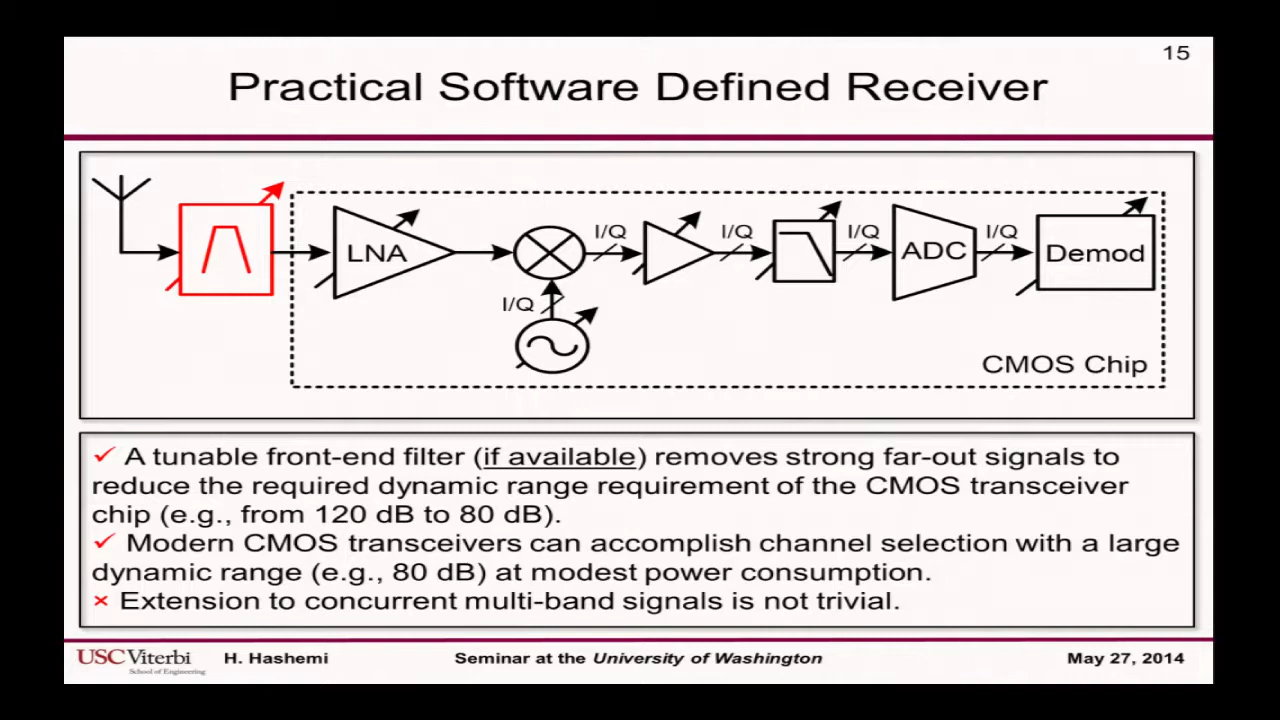 15
Practical Software Defined Receiver
LNA
I/Q
I/Q
I/Q
I/Q
I/Q
ADC
Demod
CMOS Chip
✓ A tunable front-end filter (if available) removes strong far-out signals to
reduce the required dynamic range requirement of the CMOS transceiver
chip (e.g., from 120 dB to 80 dB).
✓ Modern CMOS transceivers can accomplish channel selection with a large
dynamic range (e.g., 80 dB) at modest power consumption.
× Extension to concurrent multi-band signals is not trivial.
USC Viterbi
School of Engineering
H. Hashemi
Seminar at the University of Washington
May 27, 2014